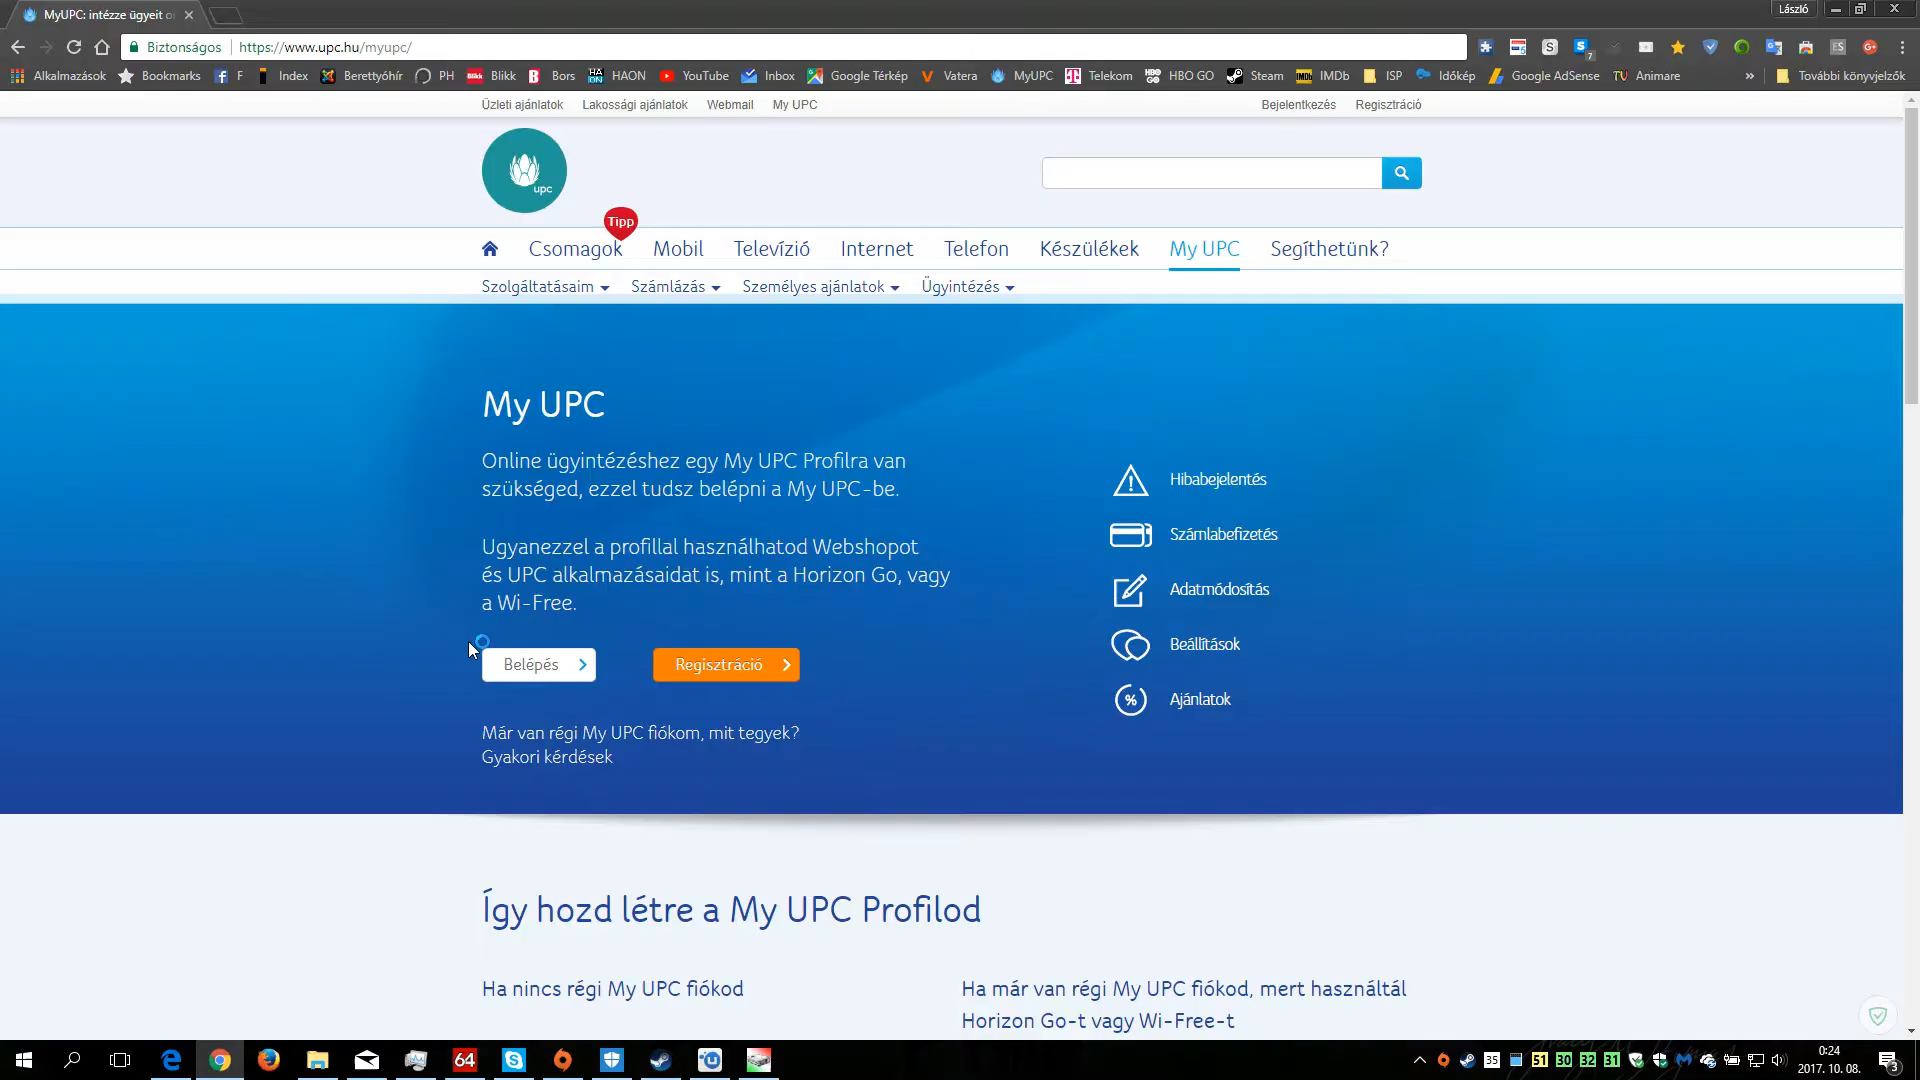 MyUPC: intézze ügyeit o
László
Biztonságos https://www.upc.hu/myupc/
Alkalmazások Bookmarks F Index Berettyóhír PH Blikk Bors HAON YouTube Inbox Google Térkép Vatera MyUPC Telekom HBO GO Steam IMDb ISP Időkép Google AdSense Animare » További könyvjelzők
Üzleti ajánlatok Lakossági ajánlatok Webmail My UPC Bejelentkezés Regisztráció
upc
Tipp
Csomagok Mobil Televízió Internet Telefon Készülékek My UPC Segíthetünk?
Szolgáltatásaim Számlázás Személyes ajánlatok Ügyintézés
My UPC
Online ügyintézéshez egy My UPC Profilra van
szükséged, ezzel tudsz belépni a My UPC-be.
Ugyanezzel a profillal használhatod Webshopot
és UPC alkalmazásaidat is, mint a Horizon Go, vagy
a Wi-Free.
Belépés Regisztráció
Már van régi My UPC fiókom, mit tegyek?
Gyakori kérdések
Hibabejelentés
Számlabefizetés
Adatmódosítás
Beállítások
% Ajánlatok
Így hozd létre a My UPC Profilod
Ha nincs régi My UPC fiókod
Ha már van régi My UPC fiókod, mert használtál
Horizon Go-t vagy Wi-Free-t
64 35 51 30 32 31 0:24
2017. 10. 08. 3